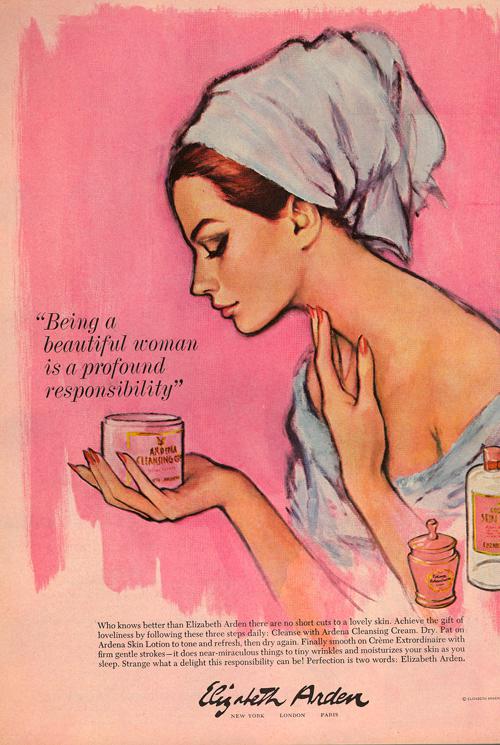 “Being a
beautiful woman
is a profound
responsibility”
ARDENA
CLEANSING
Who knows better than Elizabeth Arden there are no short cuts to a lovely skin. Achieve the gift of
loveliness by following these three steps daily: Cleanse with Ardena Cleansing Cream. Dry. Pat on
Ardena Skin Lotion to tone and refresh, then dry again. Finally smooth on Crème Extrordinaire with
firm gentle strokes—it does near-miraculous things to tiny wrinkles and moisturizes your skin as you
sleep. Strange what a delight this responsibility can be! Perfection is two words: Elizabeth Arden.
Elizabeth Arden
NEW YORK LONDON PARIS
© ELIZABETH